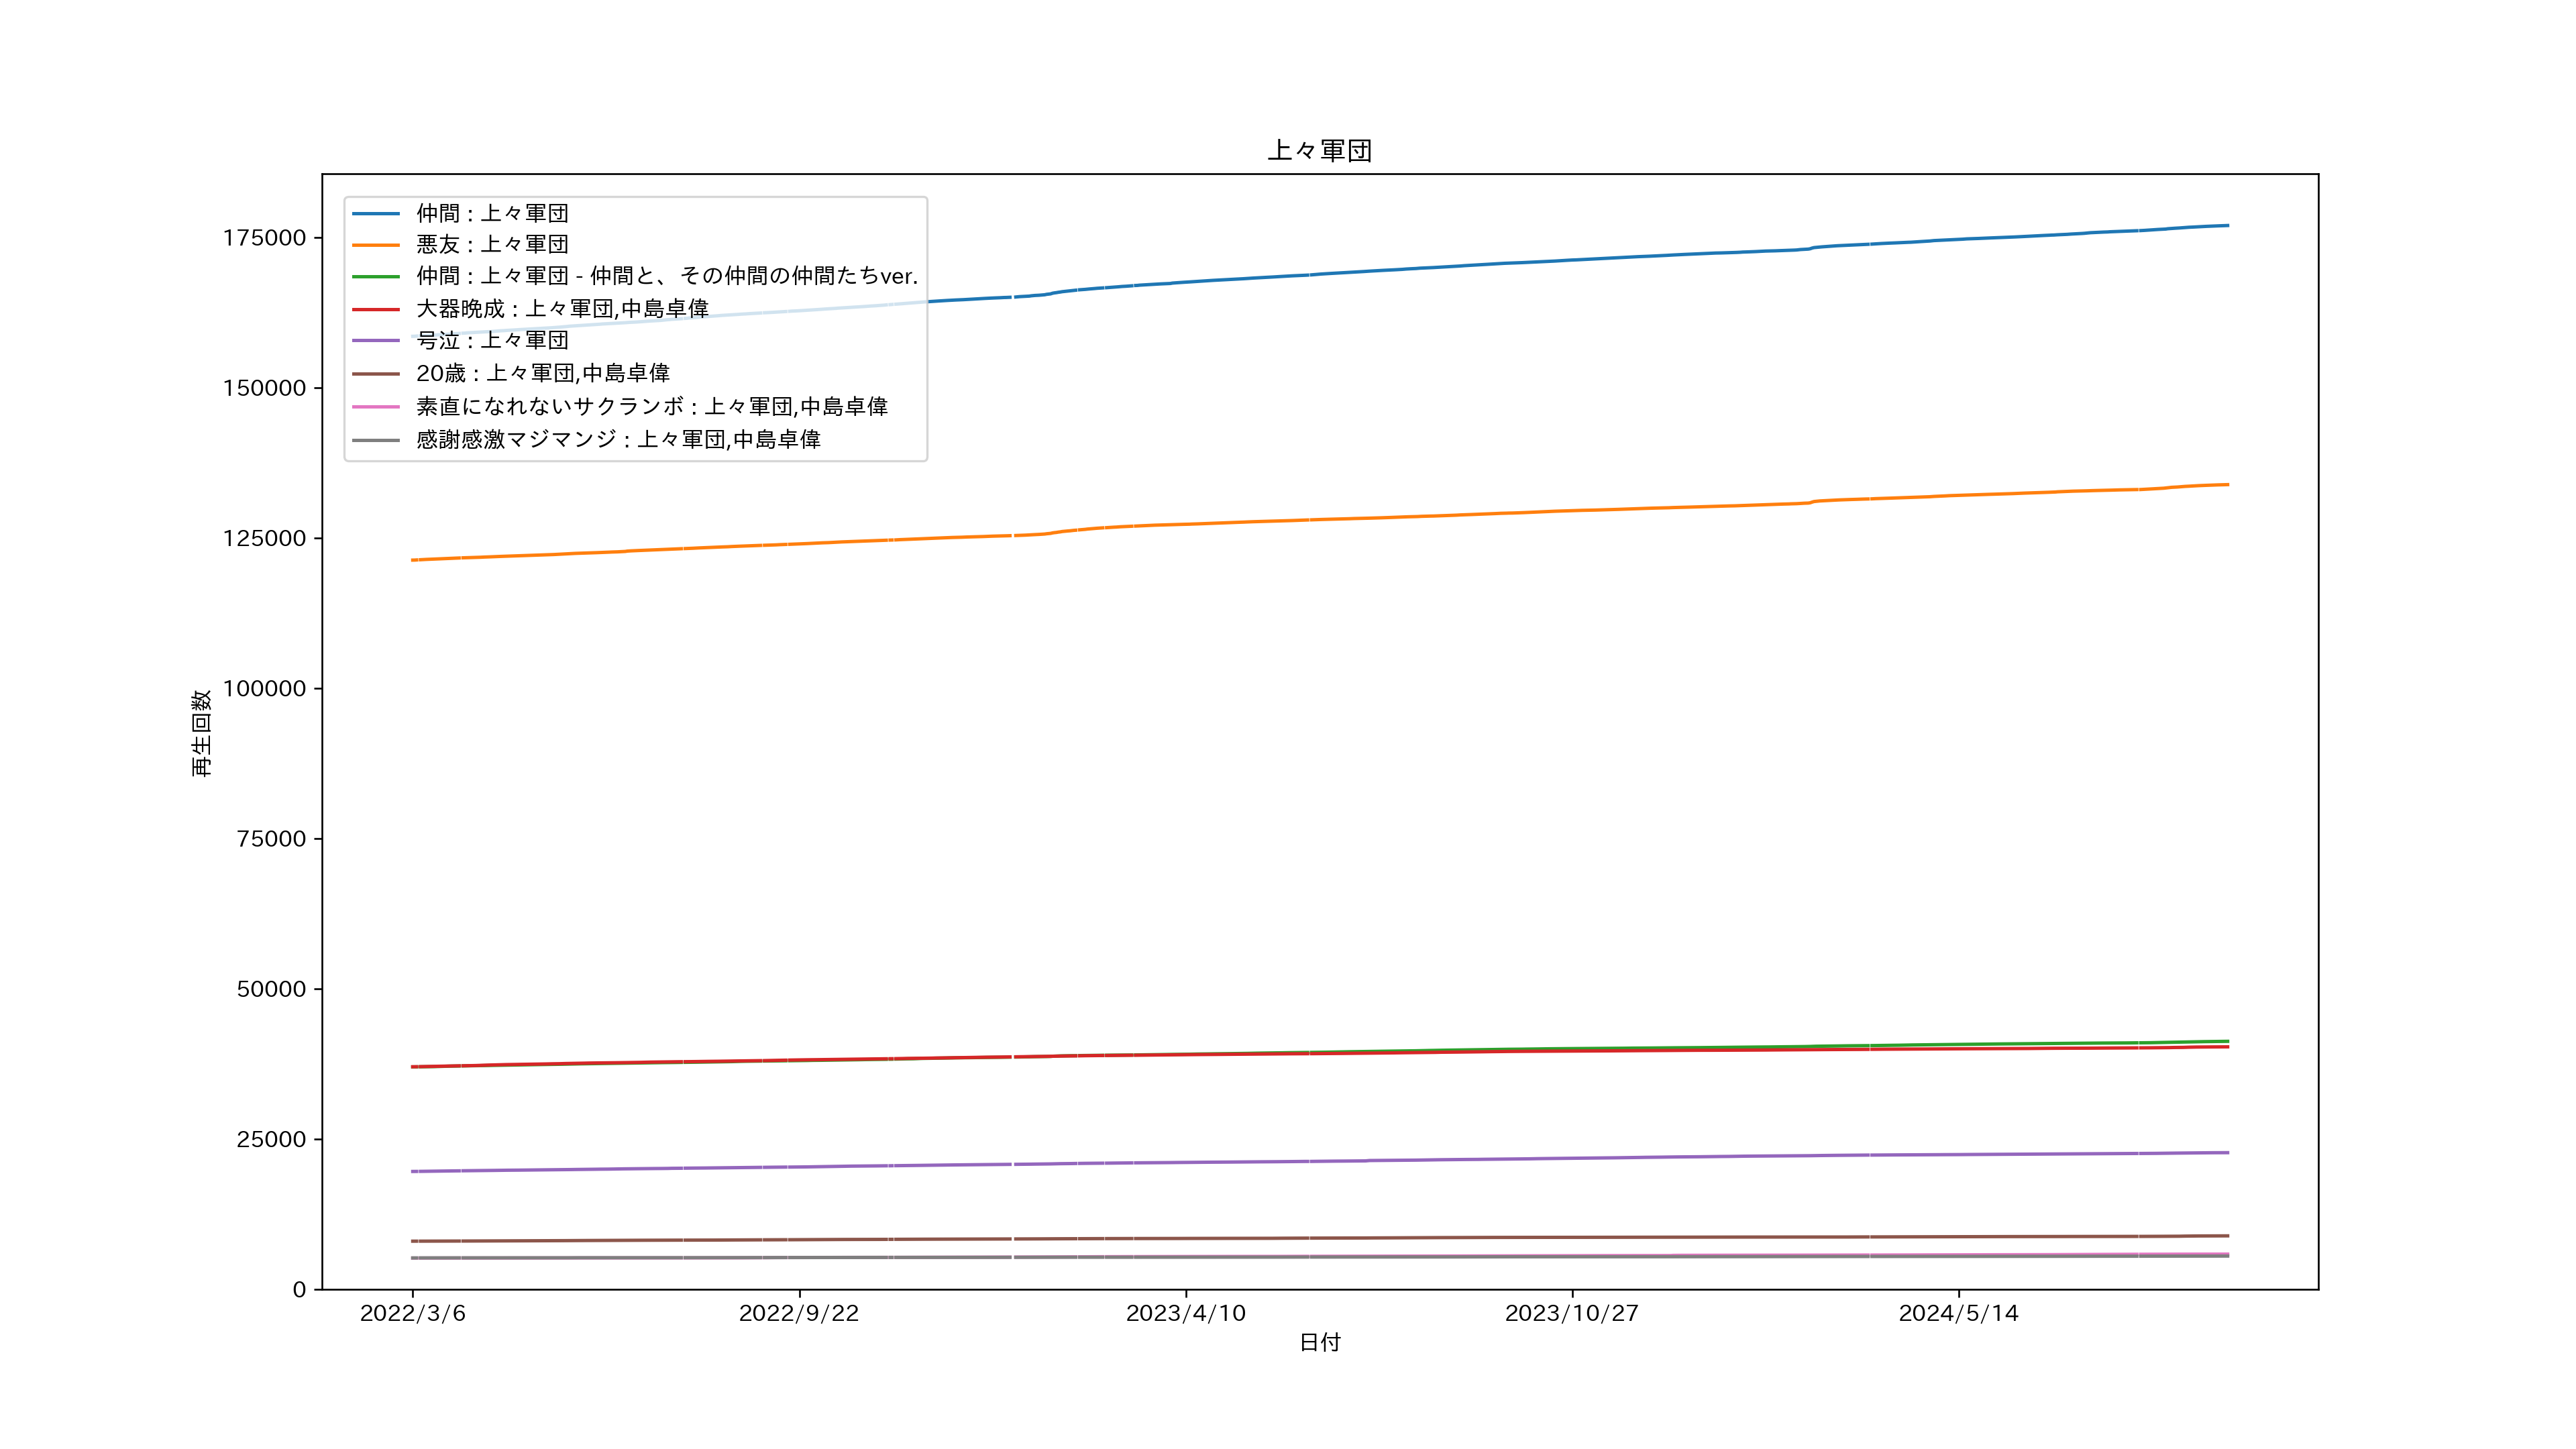 上々軍団
仲間 : 上々軍団
悪友 : 上々軍団
仲間 : 上々軍団 - 仲間と、その仲間の仲間たちver.
大器晩成 : 上々軍団,中島卓偉
号泣 : 上々軍団
20歳 : 上々軍団,中島卓偉
素直になれないサクランボ : 上々軍団,中島卓偉
感謝感激マジマンジ : 上々軍団,中島卓偉
175000
150000
125000
100000
75000
50000
25000
0
再生回数
2022/3/6
2022/9/22
2023/4/10
2023/10/27
2024/5/14
日付